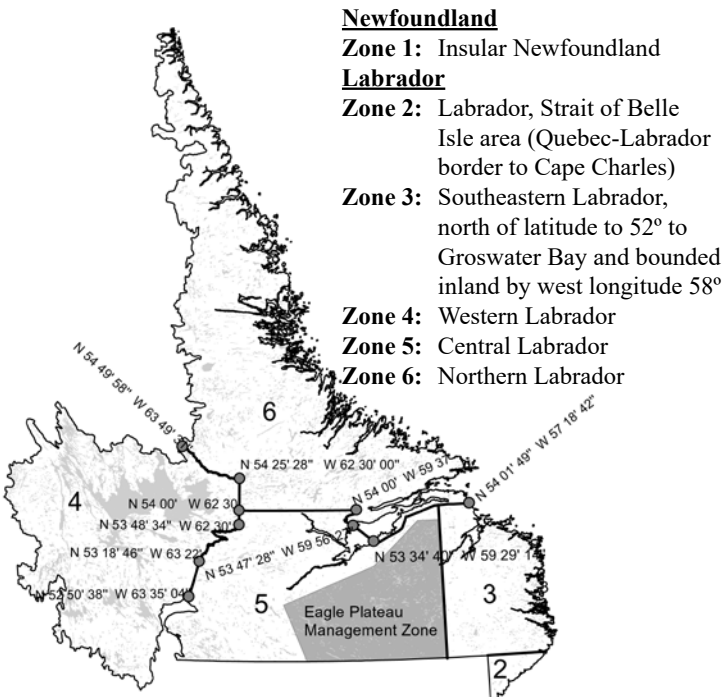 Newfoundland
Zone 1: Insular Newfoundland
Labrador
Zone 2: Labrador, Strait of Belle
Isle area (Quebec-Labrador
border to Cape Charles)
Zone 3: Southeastern Labrador,
north of latitude to 52º to
Groswater Bay and bounded
inland by west longitude 58º
Zone 4: Western Labrador
Zone 5: Central Labrador
Zone 6: Northern Labrador
N 54 49' 58" W 63 49'
6
N 54 25' 28" W 62 30' 00"
N 54 00' W 59 37'
N 54 01' 49" W 57 18' 42"
4
N 54 00' W 62 30'
N 53 48' 34" W 62 30'
N 53 18' 46" W 63 22'
N 53 47' 28" W 59 56' 27"
N 53 34' 40" W 59 29' 14"
N 52 50' 38" W 63 35' 04"
5
Eagle Plateau
Management Zone
3
2